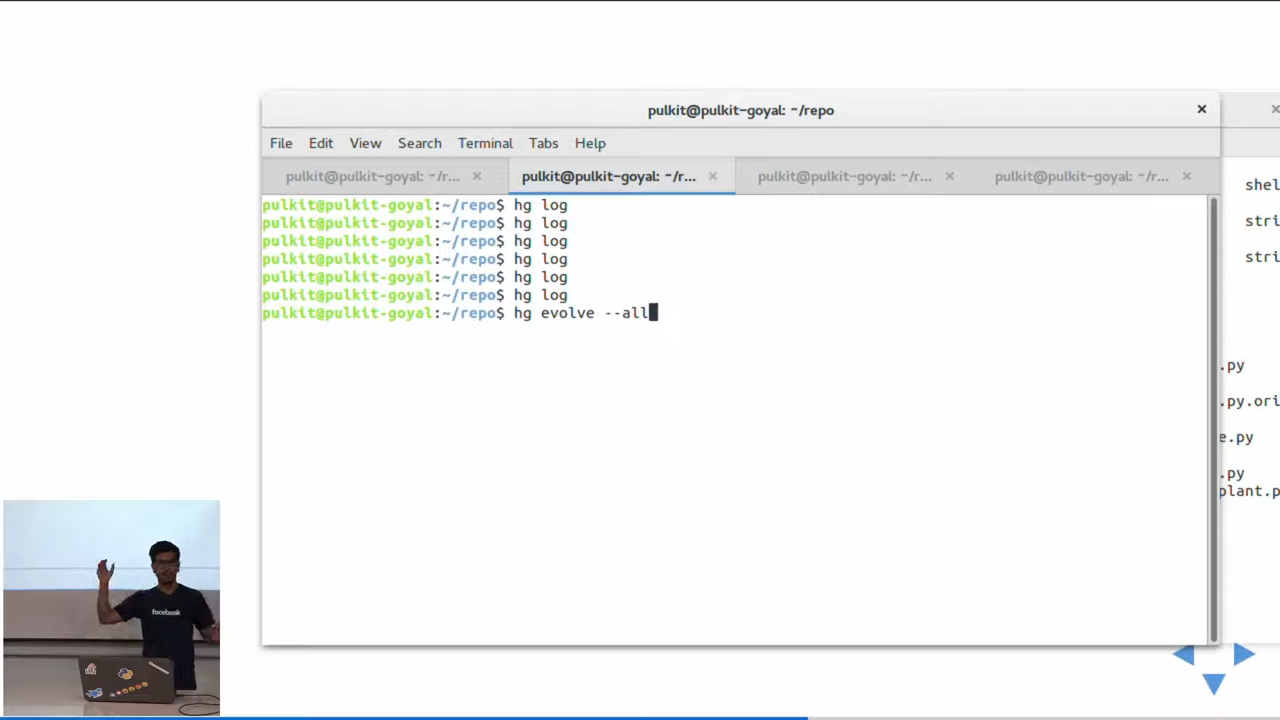 pulkit@pulkit-goyal: ~/repo
File Edit View Search Terminal Tabs Help
pulkit@pulkit-goyal: ~/r... pulkit@pulkit-goyal: ~/r... pulkit@pulkit-goyal: ~/r... pulkit@pulkit-goyal: ~/r...
pulkit@pulkit-goyal:~/repo$ hg log
pulkit@pulkit-goyal:~/repo$ hg log
pulkit@pulkit-goyal:~/repo$ hg log
pulkit@pulkit-goyal:~/repo$ hg log
pulkit@pulkit-goyal:~/repo$ hg log
pulkit@pulkit-goyal:~/repo$ hg log
pulkit@pulkit-goyal:~/repo$ hg evolve --all
shel
stri
stri
.py
.py.ori
e.py
.py
plant.p
facebook